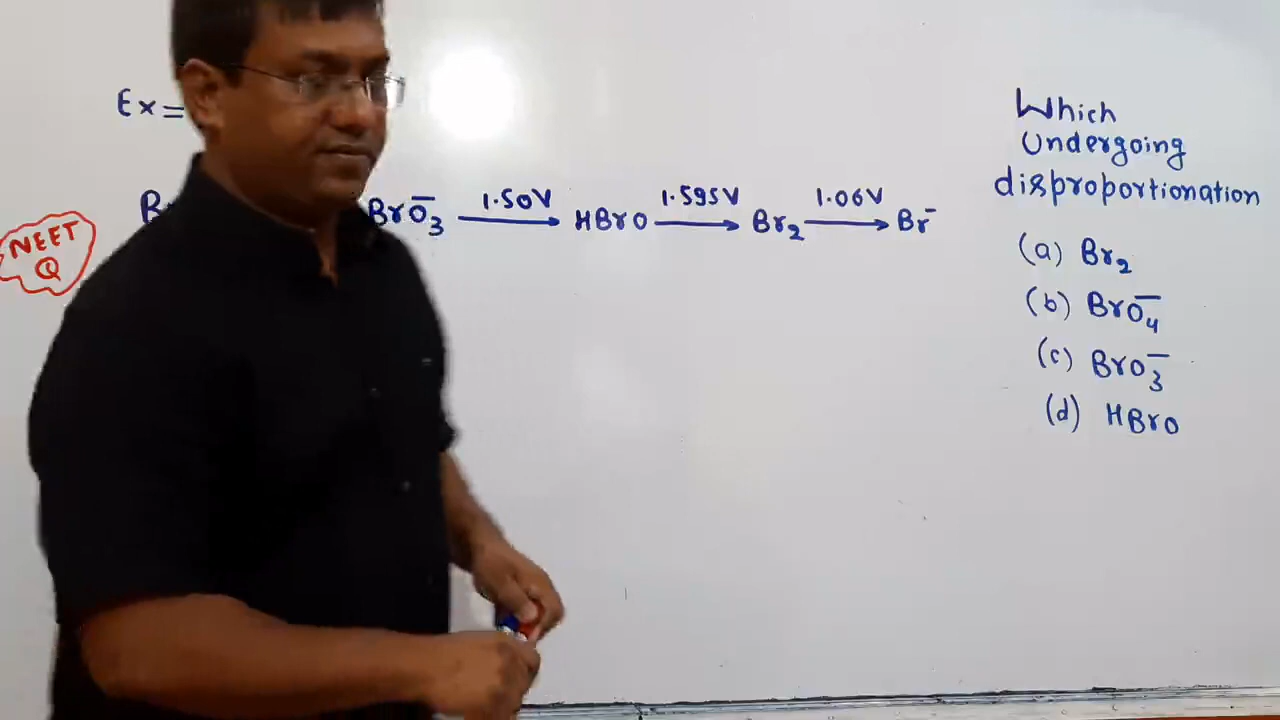 Ex=
Br BrO₃⁻ 1.50V → HBrO 1.595V → Br₂ 1.06V → Br⁻
NEET
Q
Which
Undergoing
disproportionation
(a) Br₂
(b) BrO₄⁻
(c) BrO₃⁻
(d) HBrO